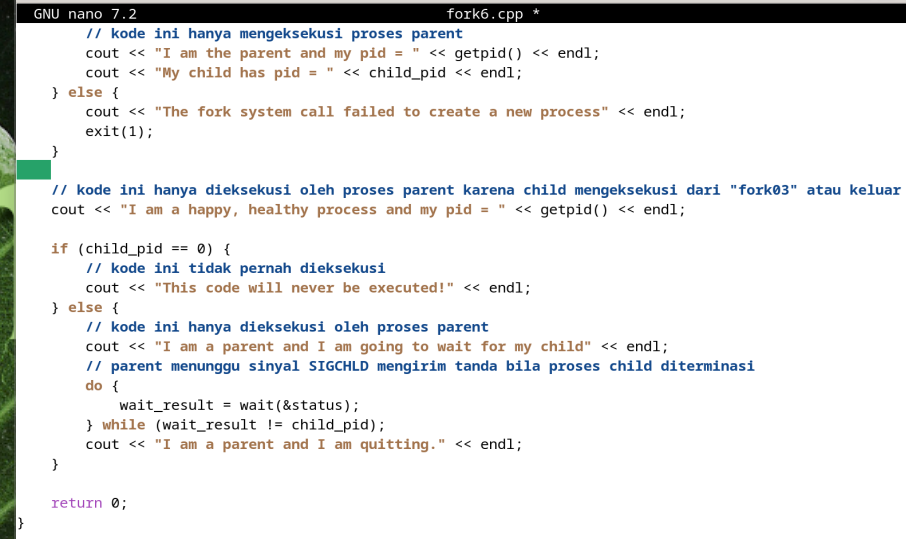 GNU nano 7.2 fork6.cpp *
// kode ini hanya mengeksekusi proses parent
cout << "I am the parent and my pid = " << getpid() << endl;
cout << "My child has pid = " << child_pid << endl;
} else {
cout << "The fork system call failed to create a new process" << endl;
exit(1);
}
// kode ini hanya dieksekusi oleh proses parent karena child mengeksekusi dari "fork03" atau keluar
cout << "I am a happy, healthy process and my pid = " << getpid() << endl;
if (child_pid == 0) {
// kode ini tidak pernah dieksekusi
cout << "This code will never be executed!" << endl;
} else {
// kode ini hanya dieksekusi oleh proses parent
cout << "I am a parent and I am going to wait for my child" << endl;
// parent menunggu sinyal SIGCHLD mengirim tanda bila proses child diterminasi
do {
wait_result = wait(&status);
} while (wait_result != child_pid);
cout << "I am a parent and I am quitting." << endl;
}
return 0;
}